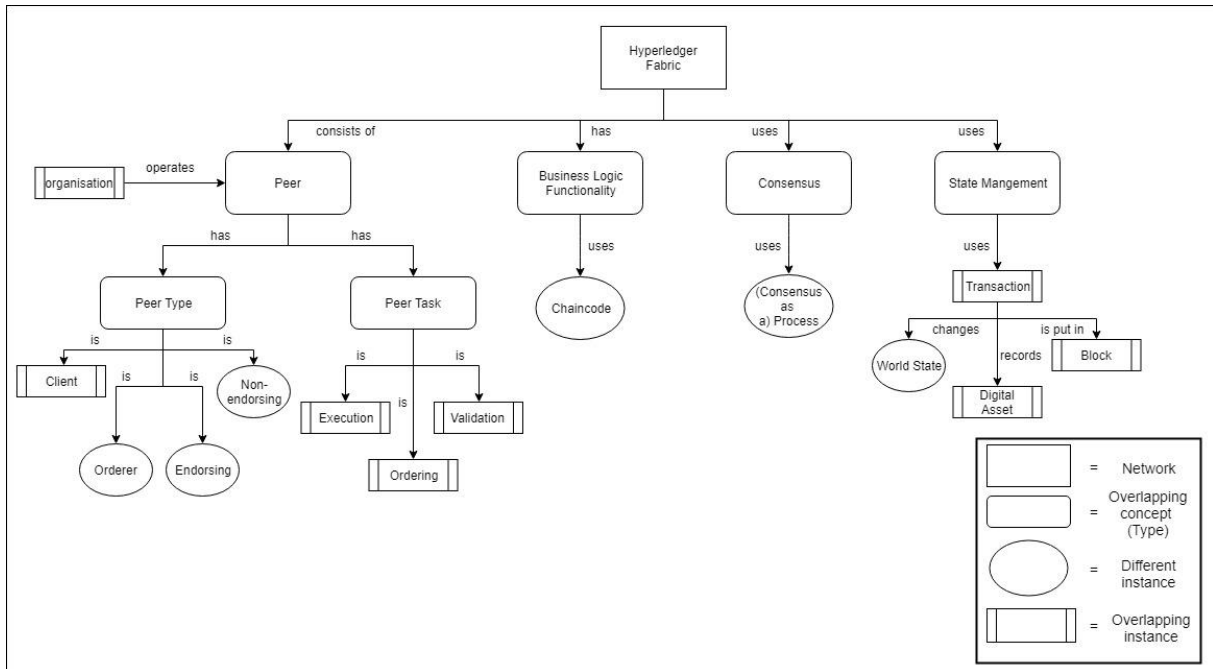 Hyperledger
Fabric
consists of
has
uses
uses
organisation
operates
Peer
Business Logic
Functionality
Consensus
State Mangement
has
has
uses
uses
uses
Peer Type
Peer Task
Chaincode
(Consensus
as
a) Process
Transaction
changes
is put in
records
World State
Block
Digital
Asset
is
is
is
is
Client
Non-
endorsing
Orderer
Endorsing
is
is
is
Execution
Validation
Ordering
= Network
= Overlapping
concept
(Type)
= Different
instance
= Overlapping
instance